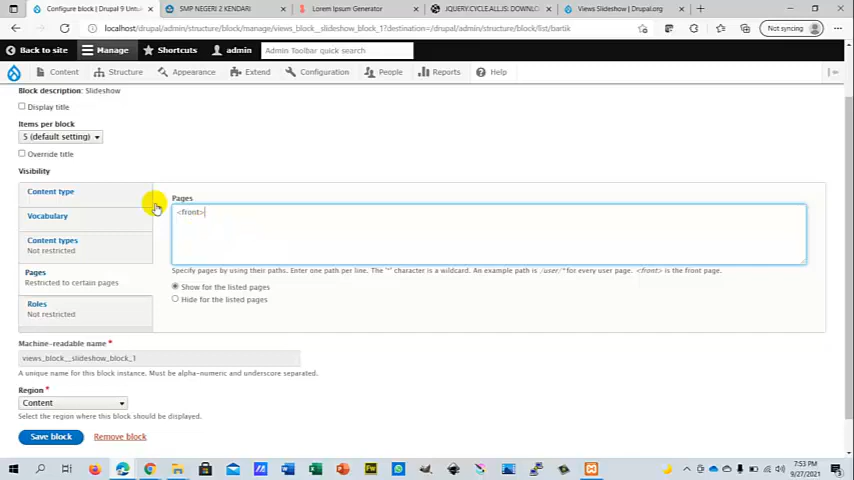 Configure block | Drupal 9 Um
SMP NEGERI 2 KENDARI
Lorem Ipsum Generator
jQUERY.CYCLE.ALL.JS: DOWNL
Views Slideshow | Drupal.org
localhost/drupal/admin/structure/block/manage/views_block__slideshow_block_1?destination=/drupal/admin/structure/block/list/bartik
Not syncing
Back to site
Manage
Shortcuts
admin
Admin Toolbar quick search
Content
Structure
Appearance
Extend
Configuration
People
Reports
Help
Block description: Slideshow
Display title
Items per block
5 (default setting)
Override title
Visibility
Content type
Vocabulary
Content types
Not restricted
Pages
Restricted to certain pages
Roles
Not restricted
Pages
<front>
Specify pages by using their paths. Enter one path per line. The '*' character is a wildcard. An example path is /user/* for every user page. <front> is the front page.
Show for the listed pages
Hide for the listed pages
Machine-readable name *
views_block__slideshow_block_1
A unique name for this block instance. Must be alpha-numeric and underscore separated.
Region *
Content
Select the region where this block should be displayed.
Save block
Remove block
7:53 PM
9/27/2021